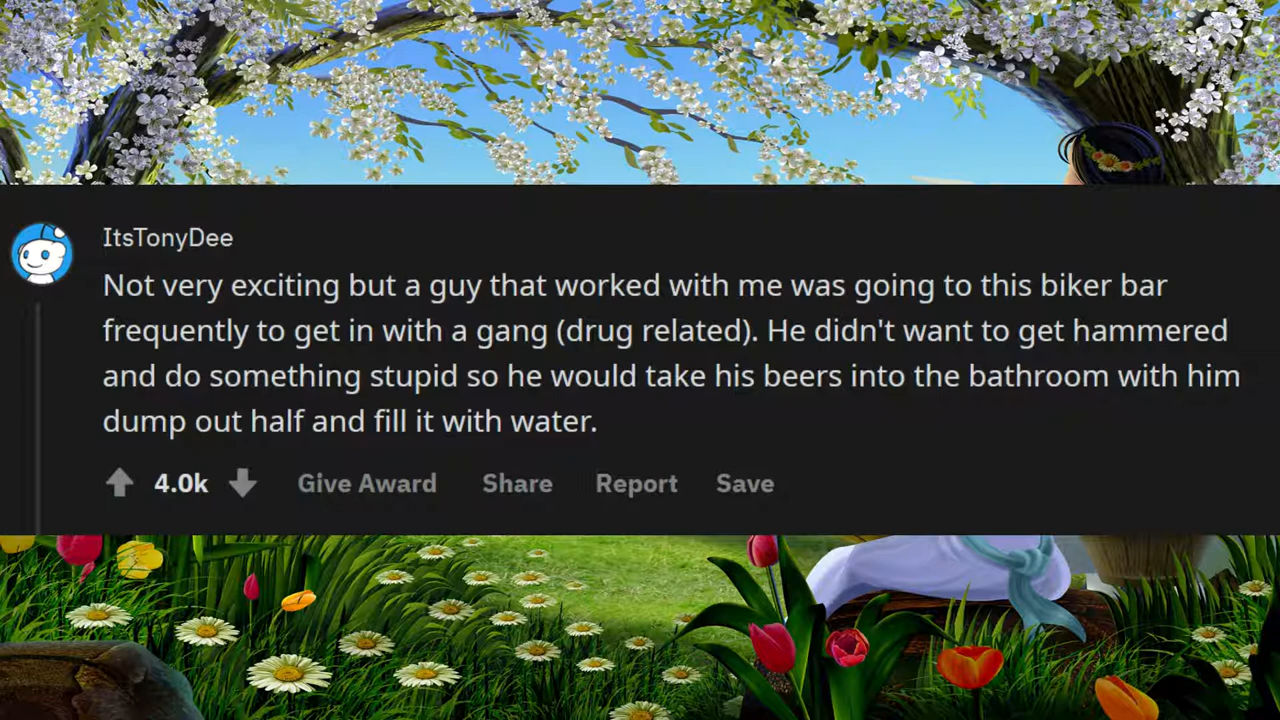 ItsTonyDee
Not very exciting but a guy that worked with me was going to this biker bar
frequently to get in with a gang (drug related). He didn't want to get hammered
and do something stupid so he would take his beers into the bathroom with him
dump out half and fill it with water.
4.0k Give Award Share Report Save